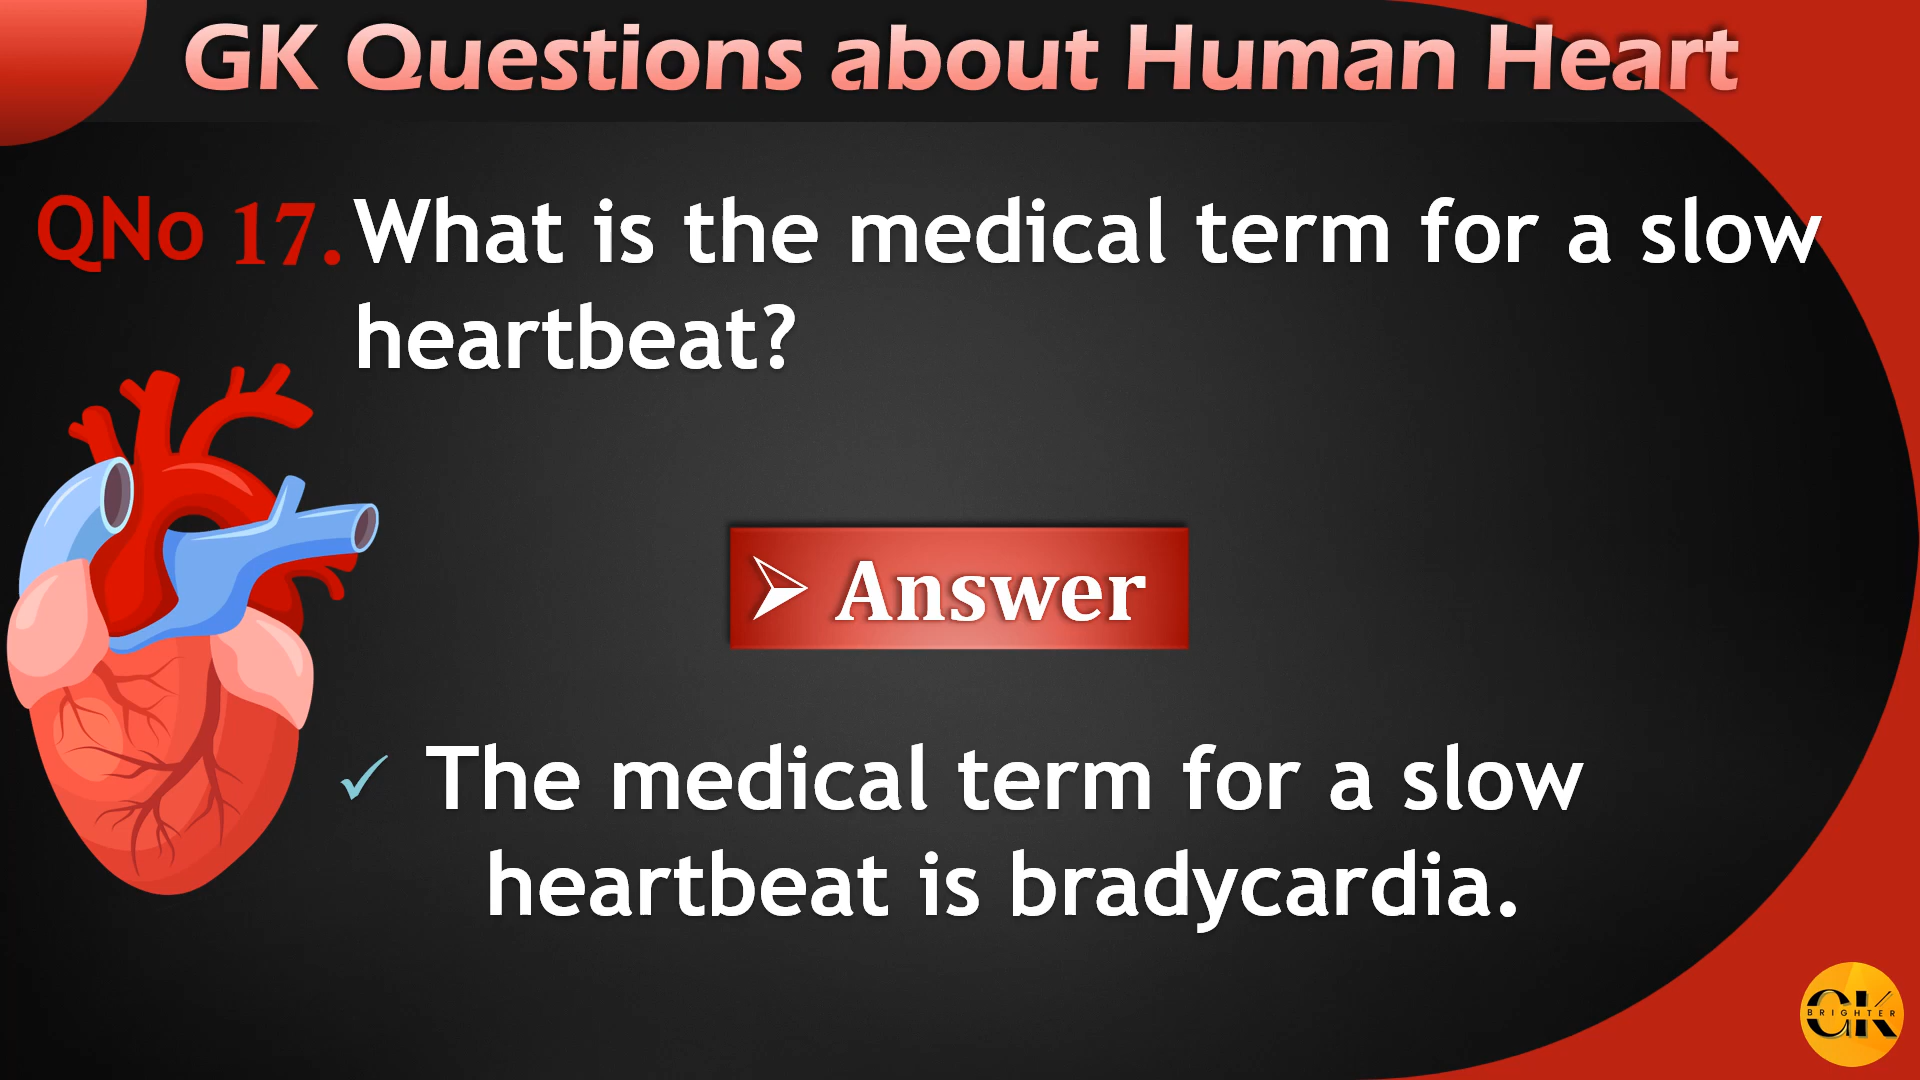 GK Questions about Human Heart
QNo 17. What is the medical term for a slow
heartbeat?
Answer
The medical term for a slow
heartbeat is bradycardia.
GK
BRIGHTER